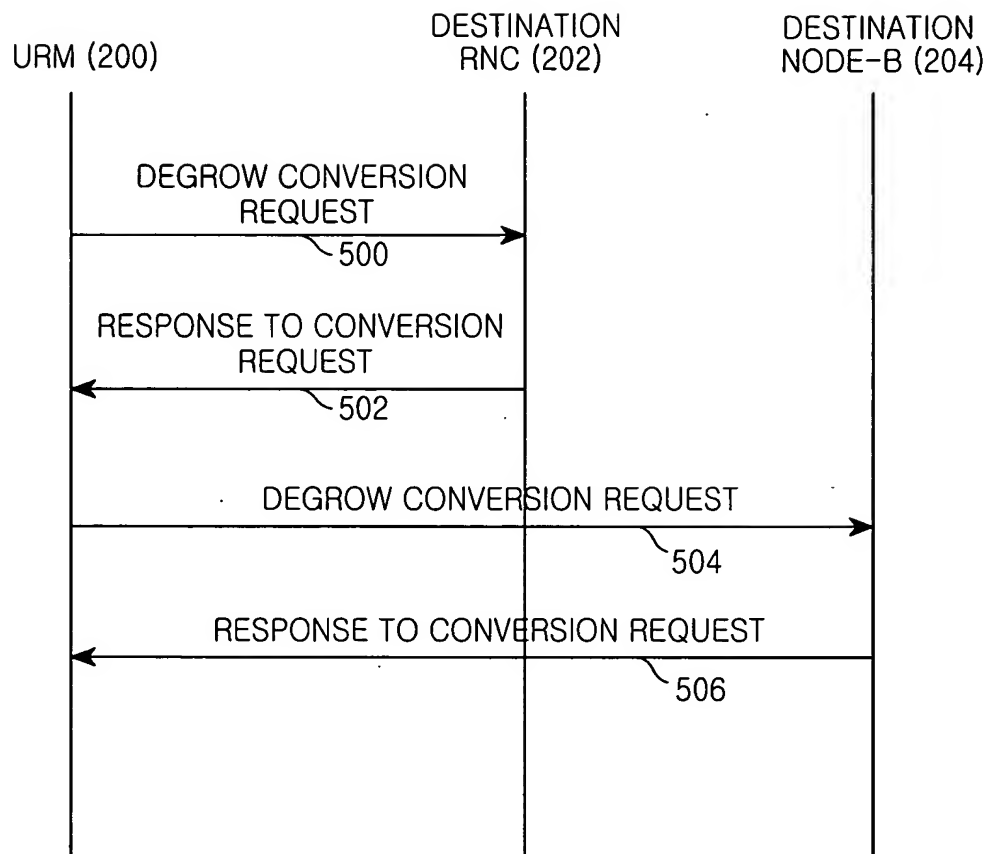 URM (200)
DESTINATION
RNC (202)
DESTINATION
NODE-B (204)
DEGROW CONVERSION
REQUEST
500
RESPONSE TO CONVERSION
REQUEST
502
DEGROW CONVERSION REQUEST
504
RESPONSE TO CONVERSION REQUEST
506